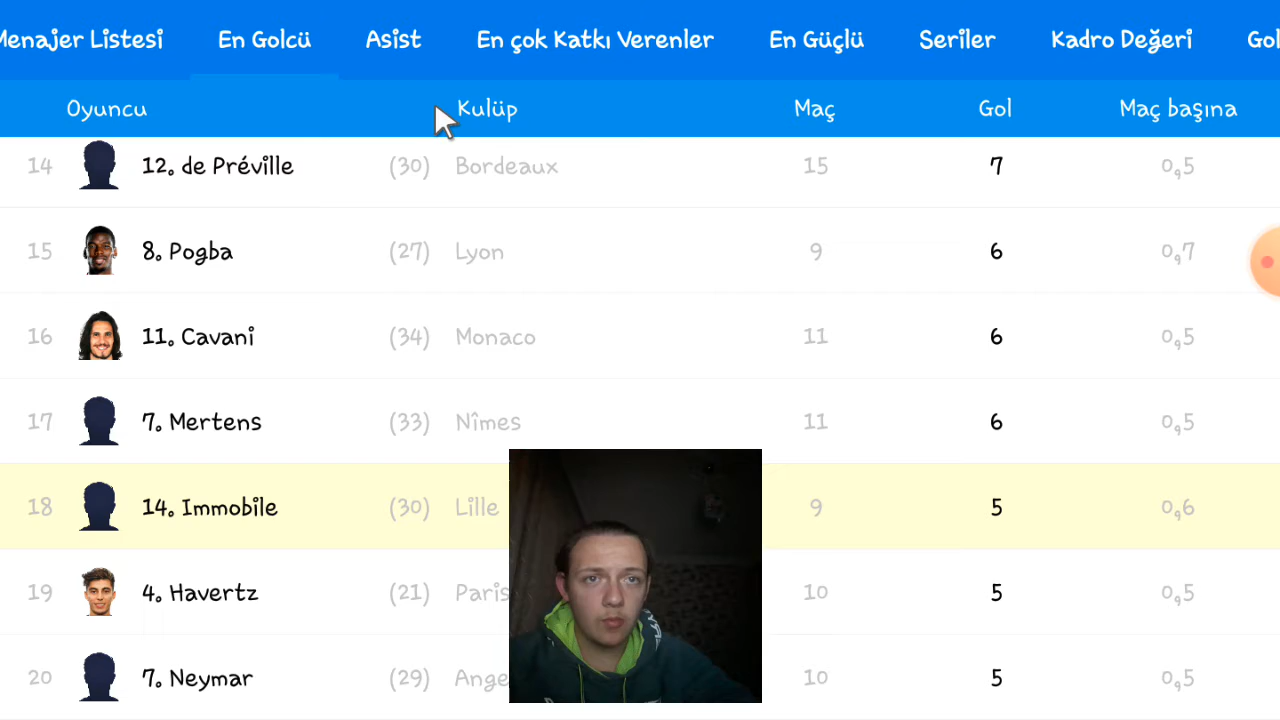 Menajer Listesi En Golcü Asist En çok Katkı Verenler En Güçlü Seriler Kadro Değeri Gol
Oyuncu Kulüp Maç Gol Maç başına
14 12. de Préville (30) Bordeaux 15 7 0,5
15 8. Pogba (27) Lyon 9 6 0,7
16 11. Cavani (34) Monaco 11 6 0,5
17 7. Mertens (33) Nîmes 11 6 0,5
18 14. Immobile (30) Lille 9 5 0,6
19 4. Havertz (21) Paris 10 5 0,5
20 7. Neymar (29) Ange 10 5 0,5